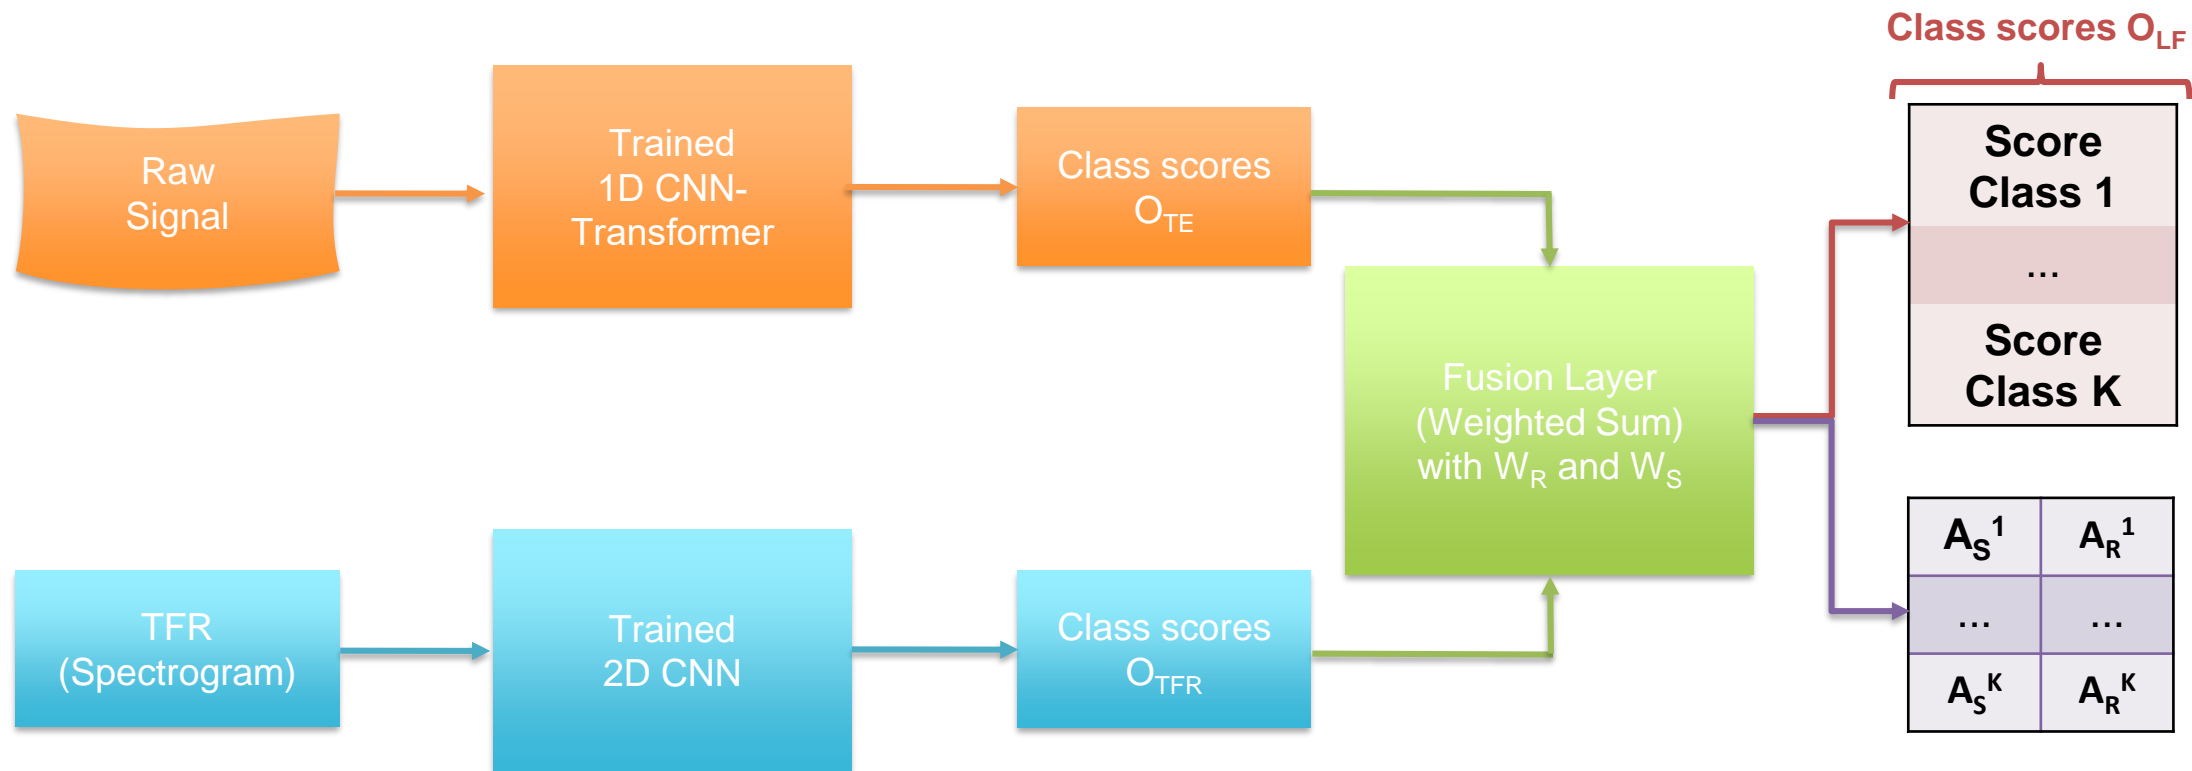 Class scores O_LF
Raw
Signal
Trained
1D CNN-
Transformer
Class scores
O_TE
Score
Class 1
...
Score
Class K
Fusion Layer
(Weighted Sum)
with W_R and W_S
TFR
(Spectrogram)
Trained
2D CNN
Class scores
O_TFR
A_S^1 A_R^1
... ...
A_S^K A_R^K